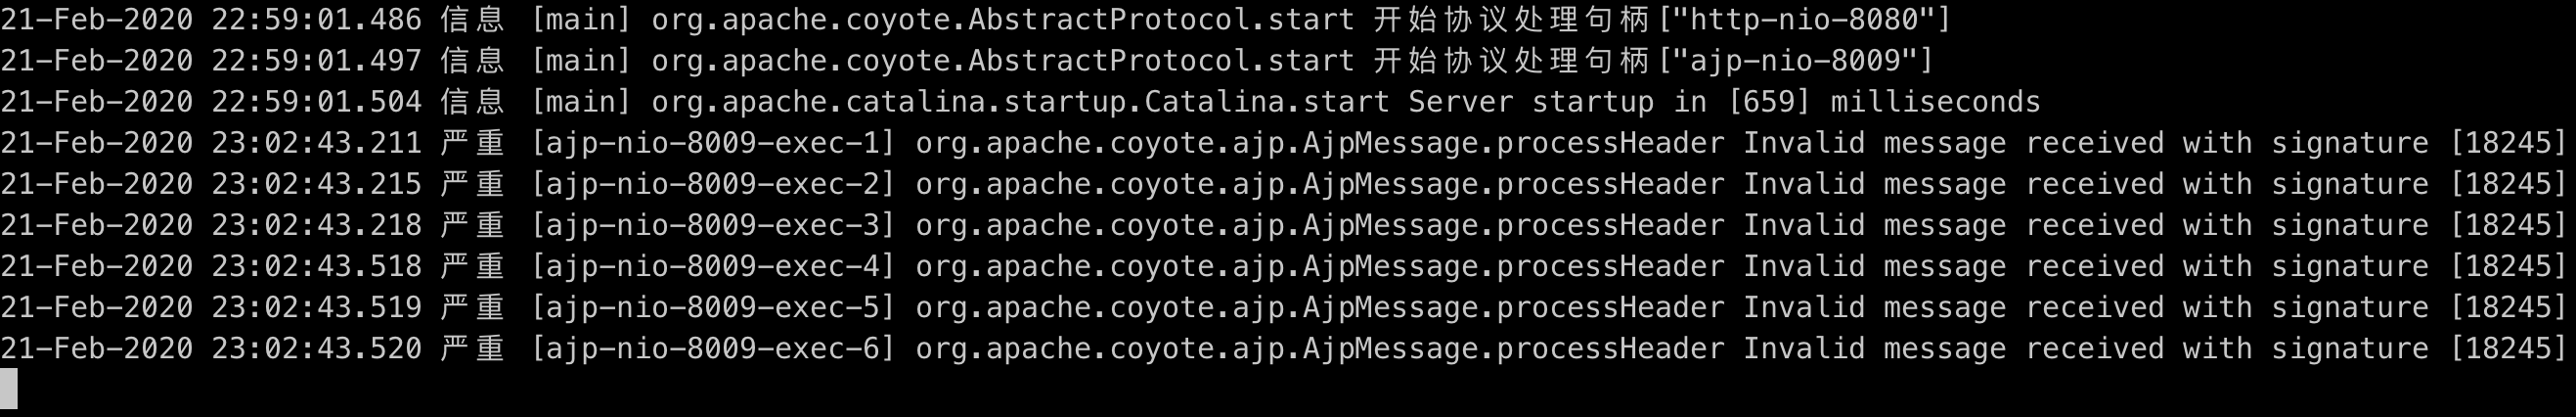 21-Feb-2020 22:59:01.486 信息 [main] org.apache.coyote.AbstractProtocol.start 开始协议处理句柄["http-nio-8080"]
21-Feb-2020 22:59:01.497 信息 [main] org.apache.coyote.AbstractProtocol.start 开始协议处理句柄["ajp-nio-8009"]
21-Feb-2020 22:59:01.504 信息 [main] org.apache.catalina.startup.Catalina.start Server startup in [659] milliseconds
21-Feb-2020 23:02:43.211 严重 [ajp-nio-8009-exec-1] org.apache.coyote.ajp.AjpMessage.processHeader Invalid message received with signature [18245]
21-Feb-2020 23:02:43.215 严重 [ajp-nio-8009-exec-2] org.apache.coyote.ajp.AjpMessage.processHeader Invalid message received with signature [18245]
21-Feb-2020 23:02:43.218 严重 [ajp-nio-8009-exec-3] org.apache.coyote.ajp.AjpMessage.processHeader Invalid message received with signature [18245]
21-Feb-2020 23:02:43.518 严重 [ajp-nio-8009-exec-4] org.apache.coyote.ajp.AjpMessage.processHeader Invalid message received with signature [18245]
21-Feb-2020 23:02:43.519 严重 [ajp-nio-8009-exec-5] org.apache.coyote.ajp.AjpMessage.processHeader Invalid message received with signature [18245]
21-Feb-2020 23:02:43.520 严重 [ajp-nio-8009-exec-6] org.apache.coyote.ajp.AjpMessage.processHeader Invalid message received with signature [18245]